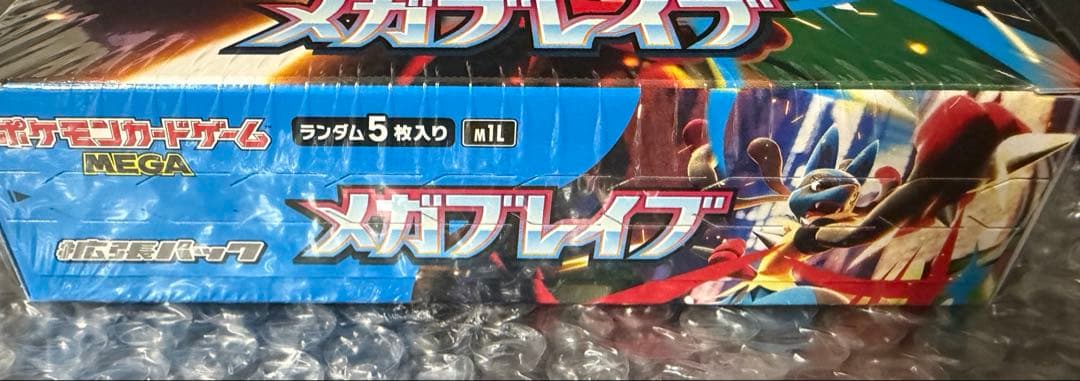 メガブレイブ
ポケモンカードゲーム
MEGA
ランダム5枚入り M1L
メガブレイブ
拡張パック